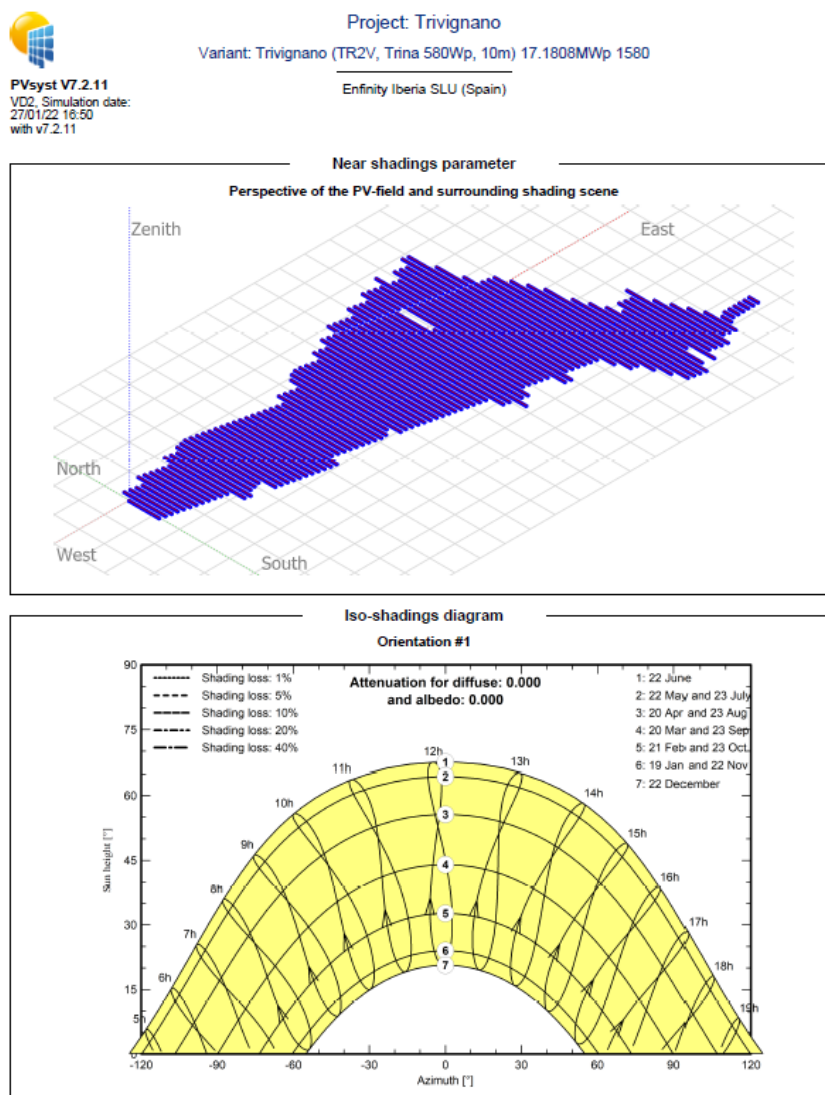 Project: Trivignano
Variant: Trivignano (TR2V, Trina 580Wp, 10m) 17.1808MWp 1580
Enfinity Iberia SLU (Spain)
PVsyst V7.2.11
VD2, Simulation date:
27/01/22 16:50
with v7.2.11
Near shadings parameter
Perspective of the PV-field and surrounding shading scene
Zenith
East
North
West
South
Iso-shadings diagram
Orientation #1
Shading loss: 1%
Shading loss: 5%
Shading loss: 10%
Shading loss: 20%
Shading loss: 40%
Attenuation for diffuse: 0.000
and albedo: 0.000
1: 22 June
2: 22 May and 23 July
3: 20 Apr and 23 Aug
4: 20 Mar and 23 Sep
5: 21 Feb and 23 Oct
6: 19 Jan and 22 Nov
7: 22 December
Sun height [°]
90
75
60
45
30
15
0
5h
6h
7h
8h
9h
10h
11h
12h
13h
14h
15h
16h
17h
18h
19h
1
2
3
4
5
6
7
-120
-90
-60
-30
0
30
60
90
120
Azimuth [°]